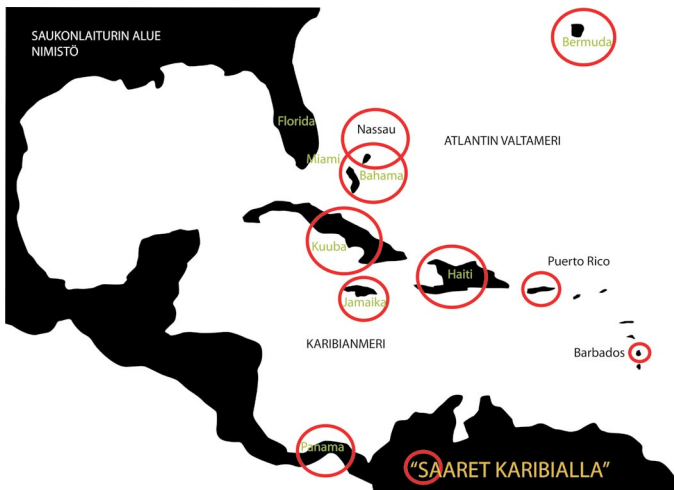 SAUKONLAITURIN ALUE
NIMISTÖ
Bermuda
Florida
Nassau
ATLANTIN VALTAMERI
Miami
Bahama
Kuuba
Haiti
Puerto Rico
Jamaika
KARIBIANMERI
Barbados
Panama
"SAARET KARIBIALLA"